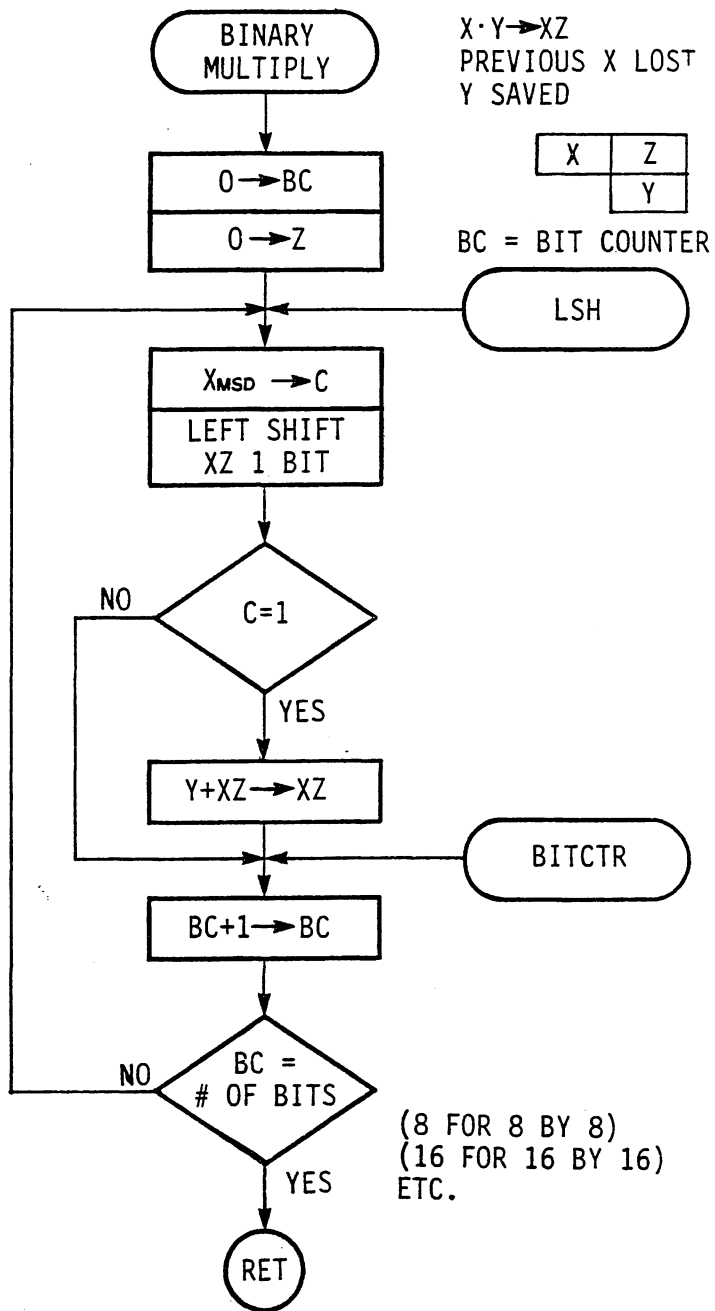 BINARY
MULTIPLY
X·Y→XZ
PREVIOUS X LOST
Y SAVED
X Z
Y
BC = BIT COUNTER
0→BC
0→Z
LSH
XMSD →C
LEFT SHIFT
XZ 1 BIT
C=1
NO
YES
Y+XZ→XZ
BITCTR
BC+1→BC
BC =
# OF BITS
NO
YES
(8 FOR 8 BY 8)
(16 FOR 16 BY 16)
ETC.
RET